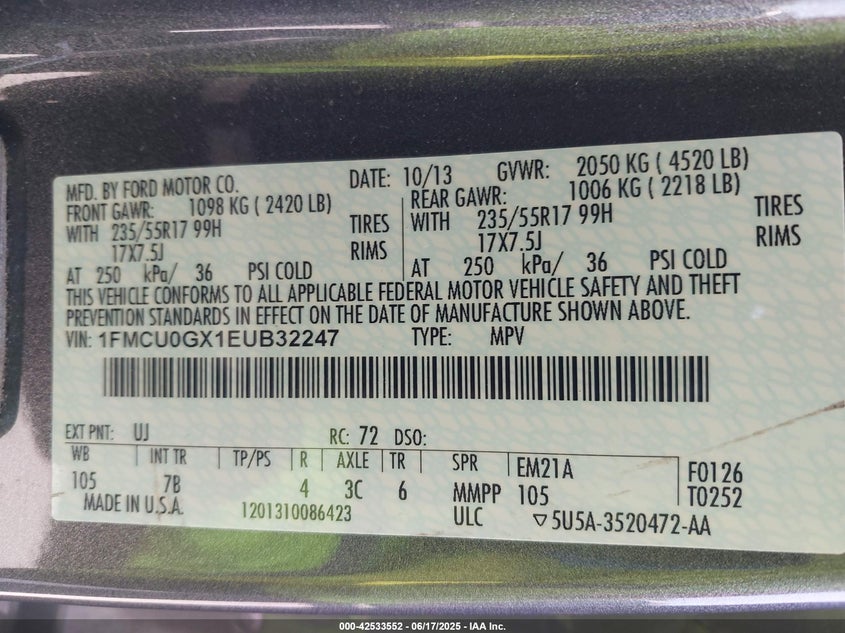 MFD. BY FORD MOTOR CO. DATE: 10/13 GVWR: 2050 KG ( 4520 LB)
FRONT GAWR: 1098 KG ( 2420 LB) REAR GAWR: 1006 KG ( 2218 LB)
WITH 235/55R17 99H TIRES WITH 235/55R17 99H TIRES
17X7.5J RIMS 17X7.5J RIMS
AT 250 kPa/ 36 PSI COLD AT 250 kPa/ 36 PSI COLD
THIS VEHICLE CONFORMS TO ALL APPLICABLE FEDERAL MOTOR VEHICLE SAFETY AND THEFT
PREVENTION STANDARDS IN EFFECT ON THE DATE OF MANUFACTURE SHOWN ABOVE.
VIN: 1FMCU0GX1EUB32247 TYPE: MPV
EXT PNT: UJ RC: 72 DSO:
WB INT TR TP/PS R AXLE TR SPR EM21A F0126
105 7B 4 3C 6 MMPP 105 T0252
MADE IN U.S.A. 1201310086423 ULC ▽5U5A-3520472-AA
000-42533552 - 06/17/2025 - IAA Inc.